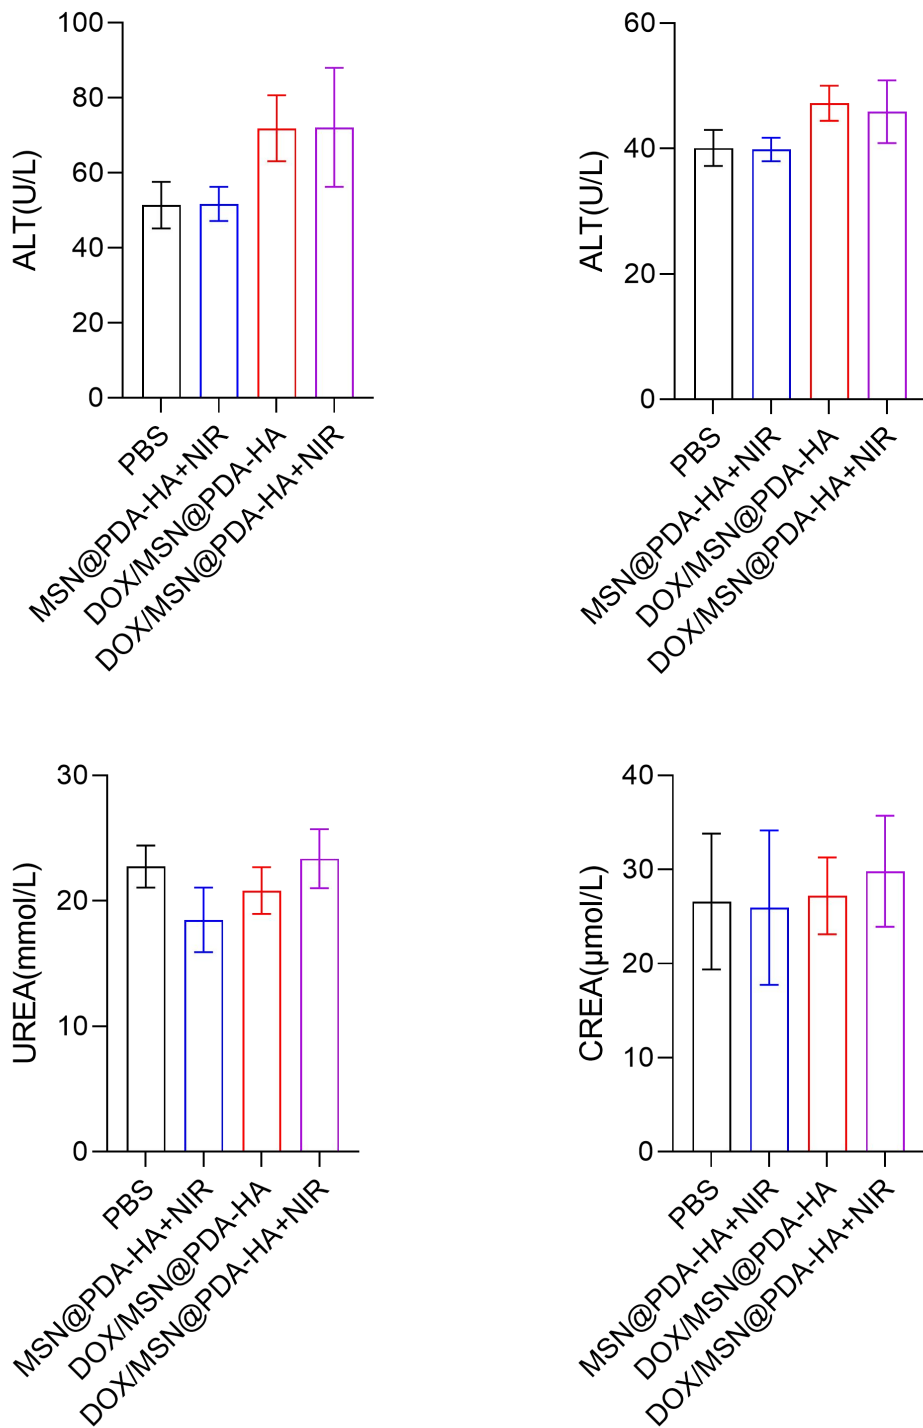 100
80
60
40
20
0
ALT(U/L)
PBS
MSN@PDA-HA+NIR
DOX/MSN@PDA-HA
DOX/MSN@PDA-HA+NIR
60
40
20
0
ALT(U/L)
PBS
MSN@PDA-HA+NIR
DOX/MSN@PDA-HA
DOX/MSN@PDA-HA+NIR
30
20
10
0
UREA(mmol/L)
PBS
MSN@PDA-HA+NIR
DOX/MSN@PDA-HA
DOX/MSN@PDA-HA+NIR
40
30
20
10
0
CREA(μmol/L)
PBS
MSN@PDA-HA+NIR
DOX/MSN@PDA-HA
DOX/MSN@PDA-HA+NIR